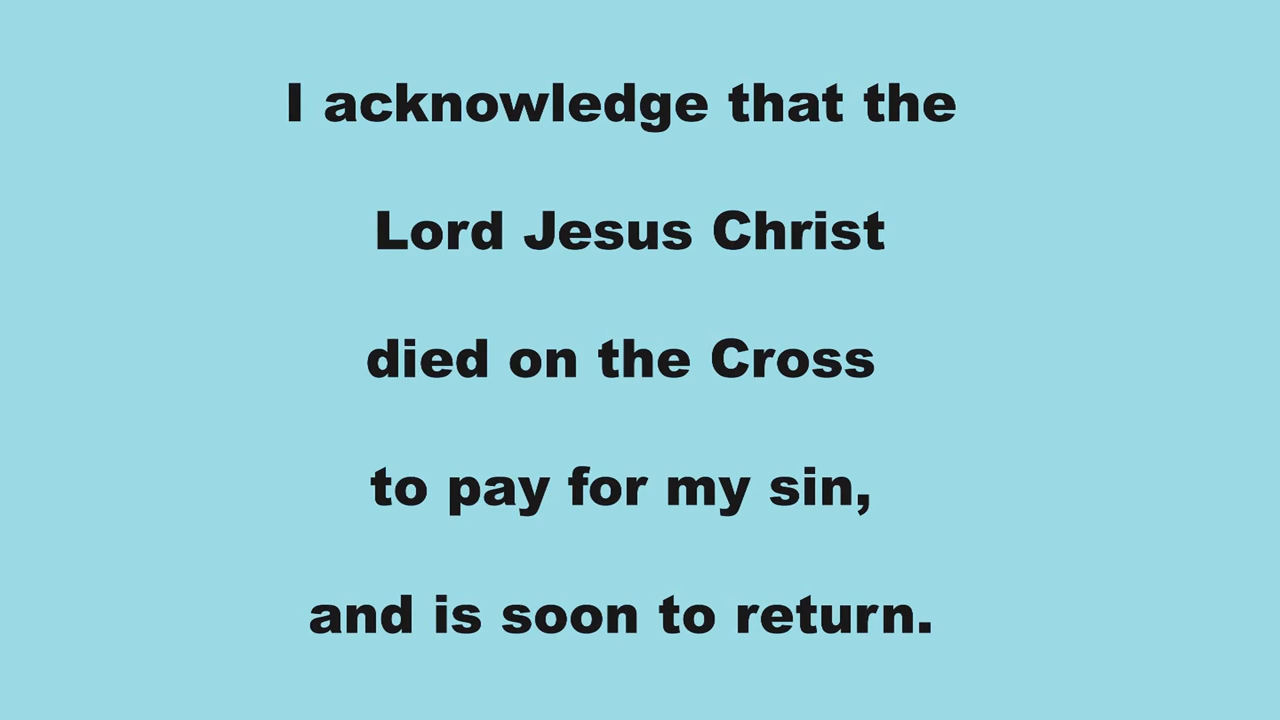 I acknowledge that the
Lord Jesus Christ
died on the Cross
to pay for my sin,
and is soon to return.